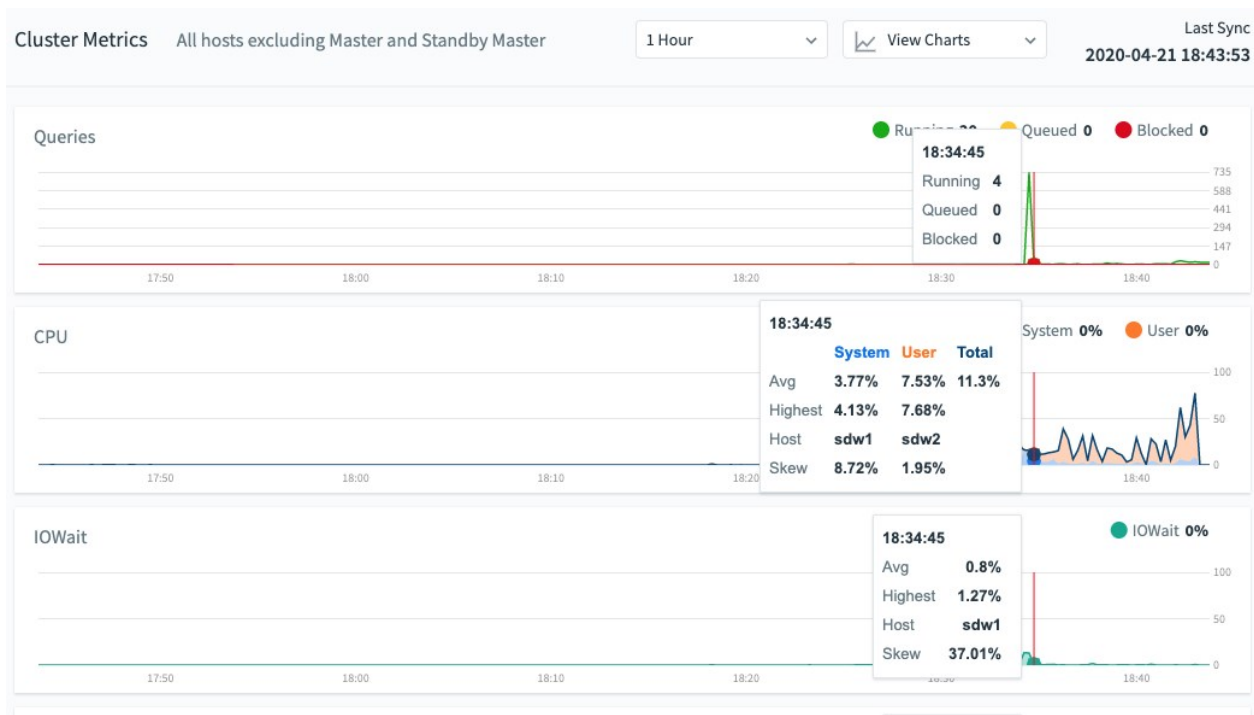 Cluster Metrics All hosts excluding Master and Standby Master 1 Hour View Charts Last Sync
2020-04-21 18:43:53
Queries Queued 0 Blocked 0
18:34:45
Running 4
Queued 0
Blocked 0
735
588
441
294
147
0
17:50 18:00 18:10 18:20 18:30 18:40
CPU System 0% User 0%
18:34:45
System User Total
Avg 3.77% 7.53% 11.3%
Highest 4.13% 7.68%
Host sdw1 sdw2
Skew 8.72% 1.95%
100
50
0
17:50 18:00 18:10 18:20 18:40
IOWait IOWait 0%
18:34:45
Avg 0.8%
Highest 1.27%
Host sdw1
Skew 37.01%
100
50
0
17:50 18:00 18:10 18:20 18:40